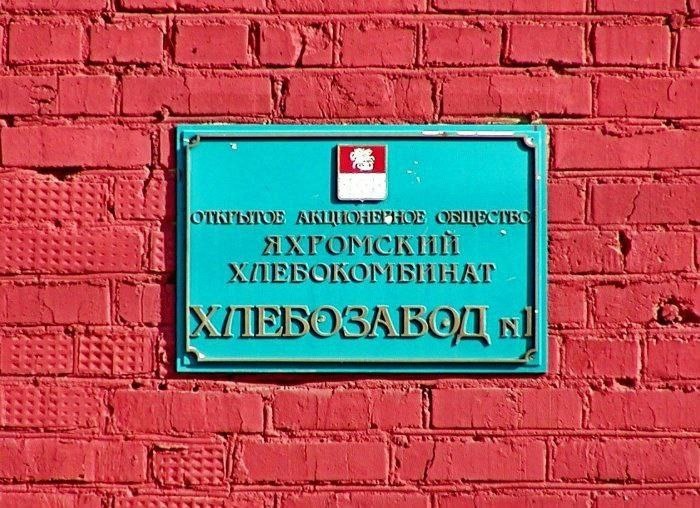 ОТКРЫТОЕ АКЦИОНЕРНОЕ ОБЩЕСТВО
ЯХРОМСКИЙ
ХЛЕБОКОМБИНАТ
ХЛЕБОЗАВОД №1